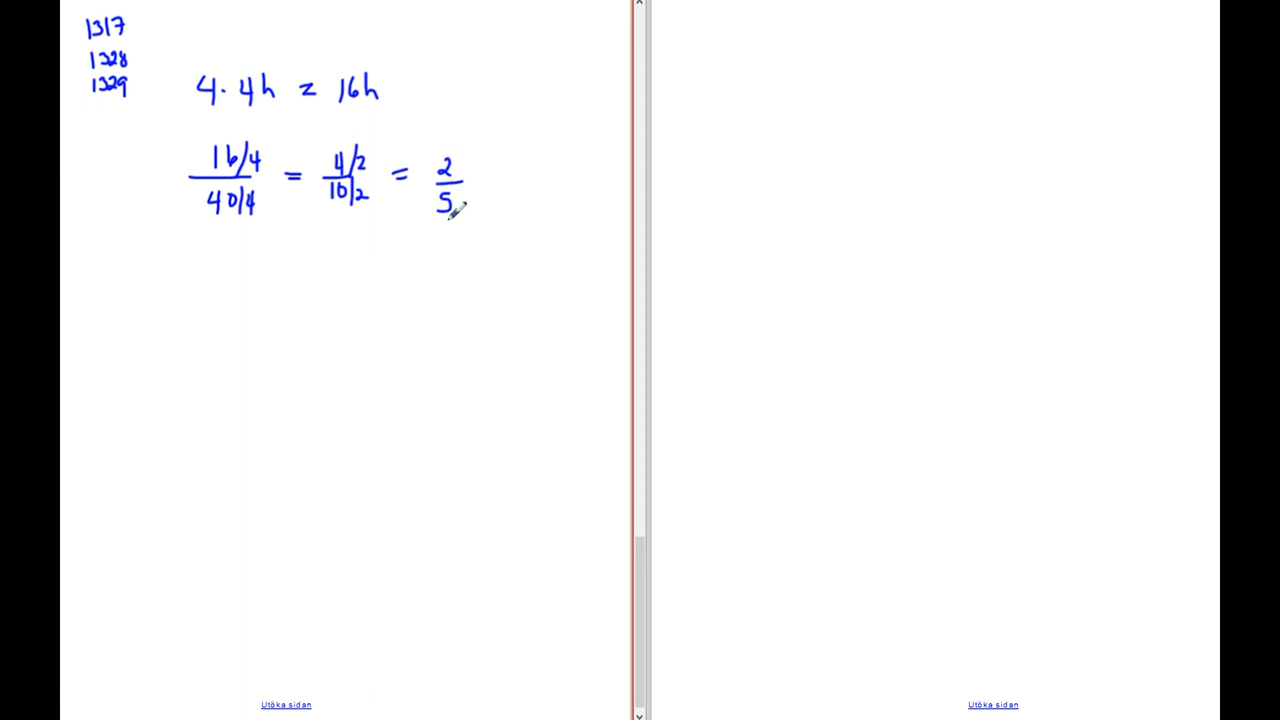 1317
1328
1329
4 · 4h = 16h
16/4 / 40/4 = 4/2 / 10/2 = 2/5
Utöka sidan
Utöka sidan